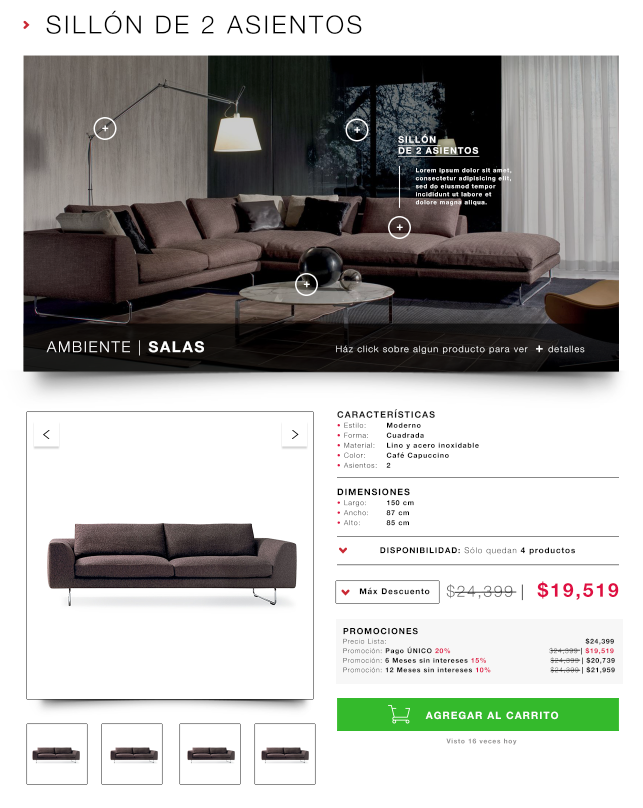 SILLÓN DE 2 ASIENTOS
SILLÓN
DE 2 ASIENTOS
Lorem ipsum dolor sit amet,
consectetur adipisicing elit,
sed do eiusmod tempor
incididunt ut labore et
dolore magna aliqua.
AMBIENTE | SALAS
Ház click sobre algun producto para ver + detalles
CARACTERÍSTICAS
• Estilo: Moderno
• Forma: Cuadrada
• Material: Lino y acero inoxidable
• Color: Café Capuccino
• Asientos: 2
DIMENSIONES
• Largo: 150 cm
• Ancho: 87 cm
• Alto: 85 cm
DISPONIBILIDAD: Sólo quedan 4 productos
Máx Descuento $24,399 | $19,519
PROMOCIONES
Precio Lista: $24,399
Promoción: Pago ÚNICO 20% $24,399 | $19,519
Promoción: 6 Meses sin intereses 15% $24,399 | $20,739
Promoción: 12 Meses sin intereses 10% $24,399 | $21,959
AGREGAR AL CARRITO
Visto 16 veces hoy